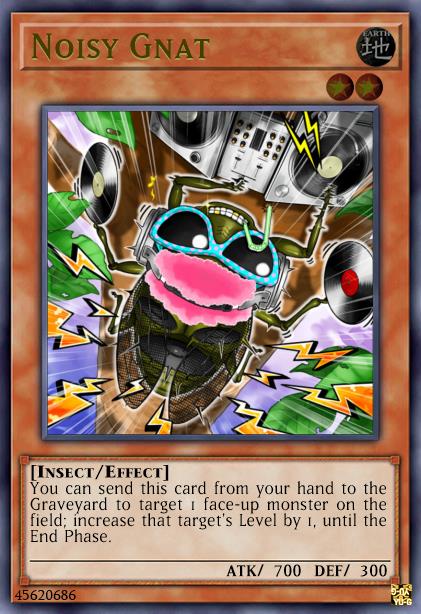 Noisy Gnat
EARTH
地
[Insect/Effect]
You can send this card from your hand to the
Graveyard to target 1 face-up monster on the
field; increase that target's Level by 1, until the
End Phase.
ATK/ 700 DEF/ 300
45620686